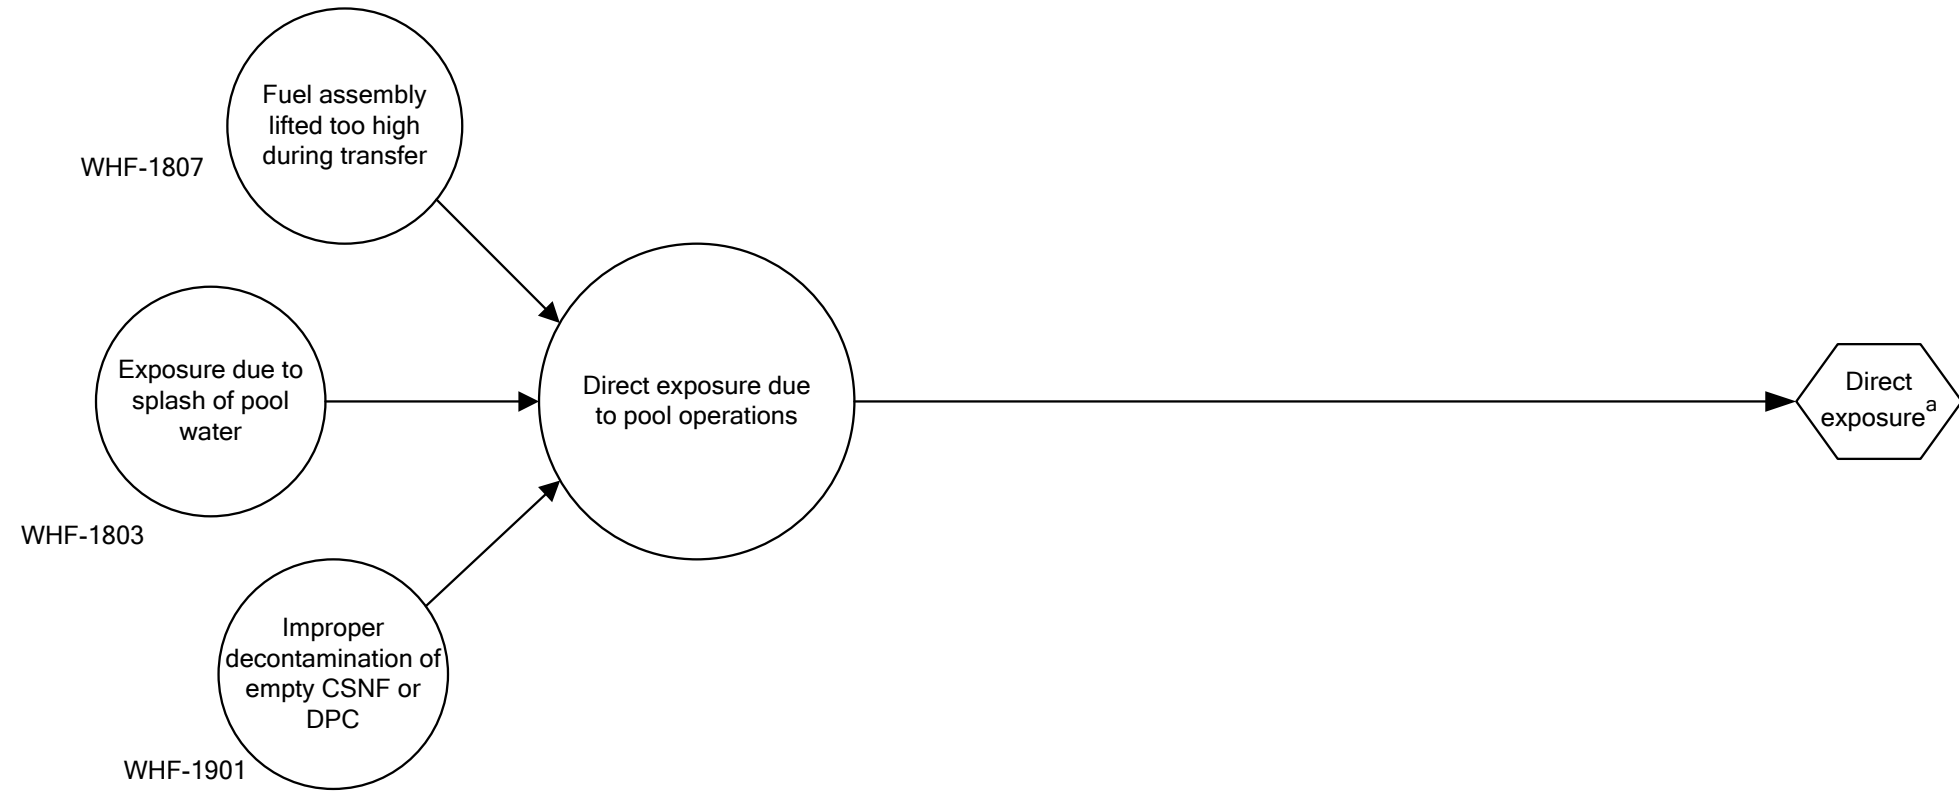 Fuel assembly
lifted too high
during transfer
WHF-1807
Exposure due to
splash of pool
water
WHF-1803
Improper
decontamination of
empty CSNF or
DPC
WHF-1901
Direct exposure due
to pool operations
Direct
exposureᵃ